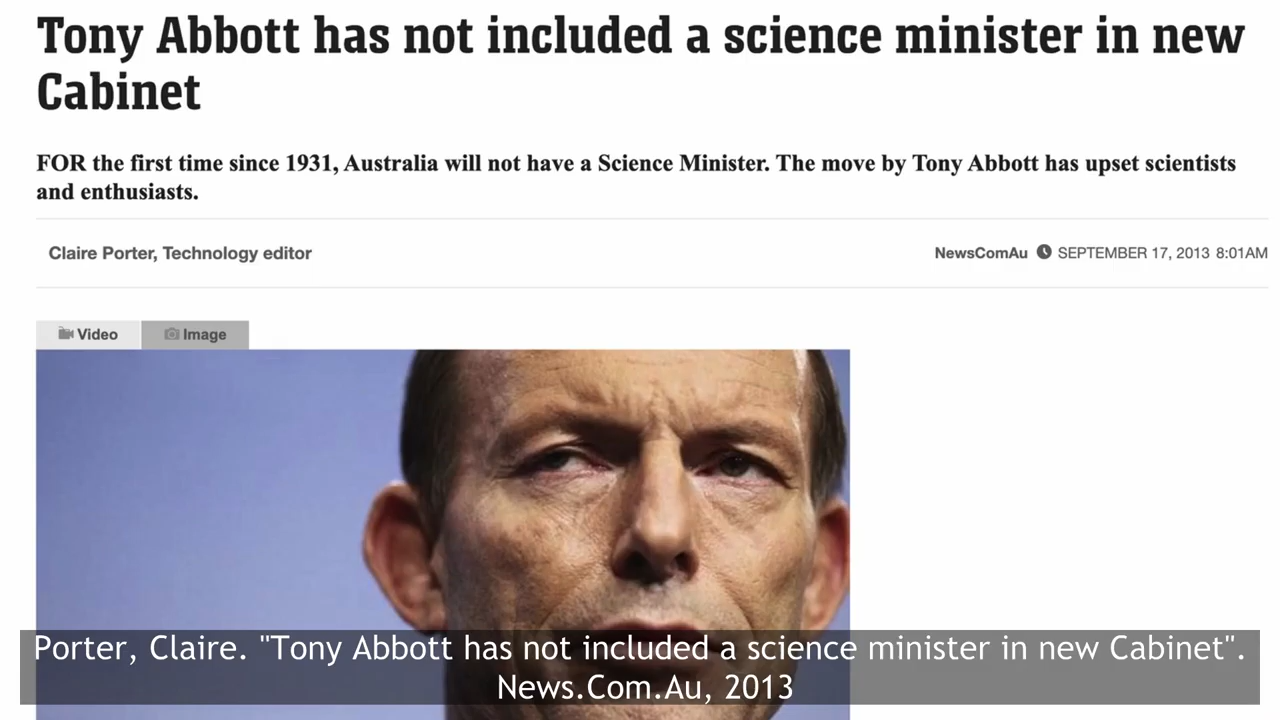 Tony Abbott has not included a science minister in new
Cabinet
FOR the first time since 1931, Australia will not have a Science Minister. The move by Tony Abbott has upset scientists
and enthusiasts.
Claire Porter, Technology editor
NewsComAu SEPTEMBER 17, 2013 8:01AM
Video Image
Porter, Claire. "Tony Abbott has not included a science minister in new Cabinet".
News.Com.Au, 2013